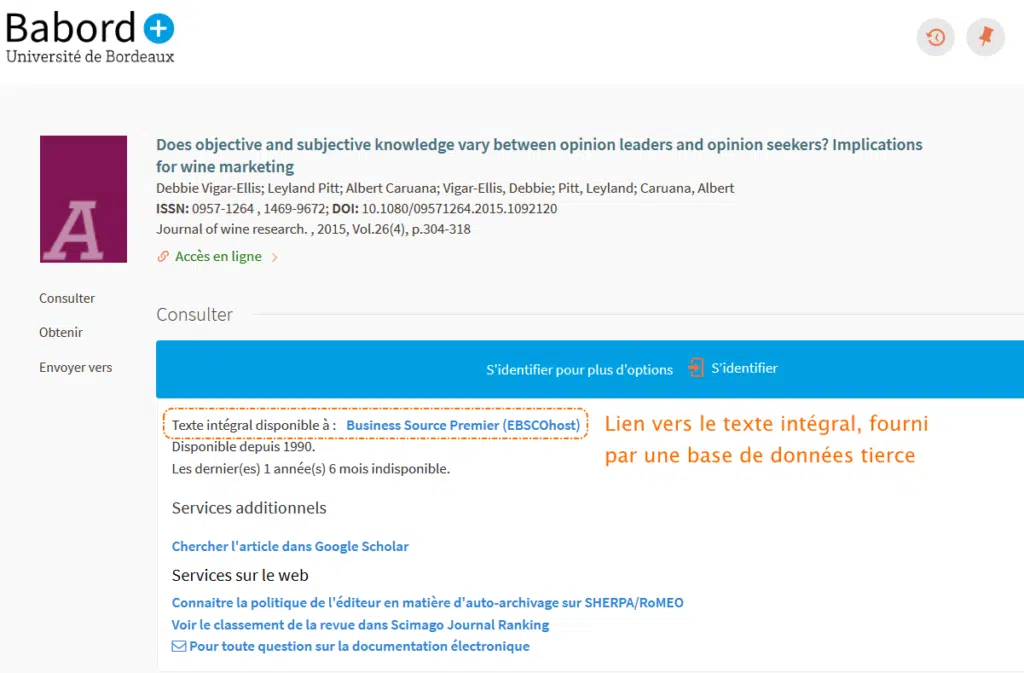 Babord +
Université de Bordeaux
A
Does objective and subjective knowledge vary between opinion leaders and opinion seekers? Implications
for wine marketing
Debbie Vigar-Ellis; Leyland Pitt; Albert Caruana; Vigar-Ellis, Debbie; Pitt, Leyland; Caruana, Albert
ISSN: 0957-1264 , 1469-9672; DOI: 10.1080/09571264.2015.1092120
Journal of wine research. , 2015, Vol.26(4), p.304-318
Accès en ligne
Consulter
Obtenir
Envoyer vers
Consulter
S'identifier pour plus d'options S'identifier
Texte intégral disponible à : Business Source Premier (EBSCOhost)
Disponible depuis 1990.
Les dernier(es) 1 année(s) 6 mois indisponible.
Lien vers le texte intégral, fourni
par une base de données tierce
Services additionnels
Chercher l'article dans Google Scholar
Services sur le web
Connaitre la politique de l'éditeur en matière d'auto-archivage sur SHERPA/RoMEO
Voir le classement de la revue dans Scimago Journal Ranking
Pour toute question sur la documentation électronique